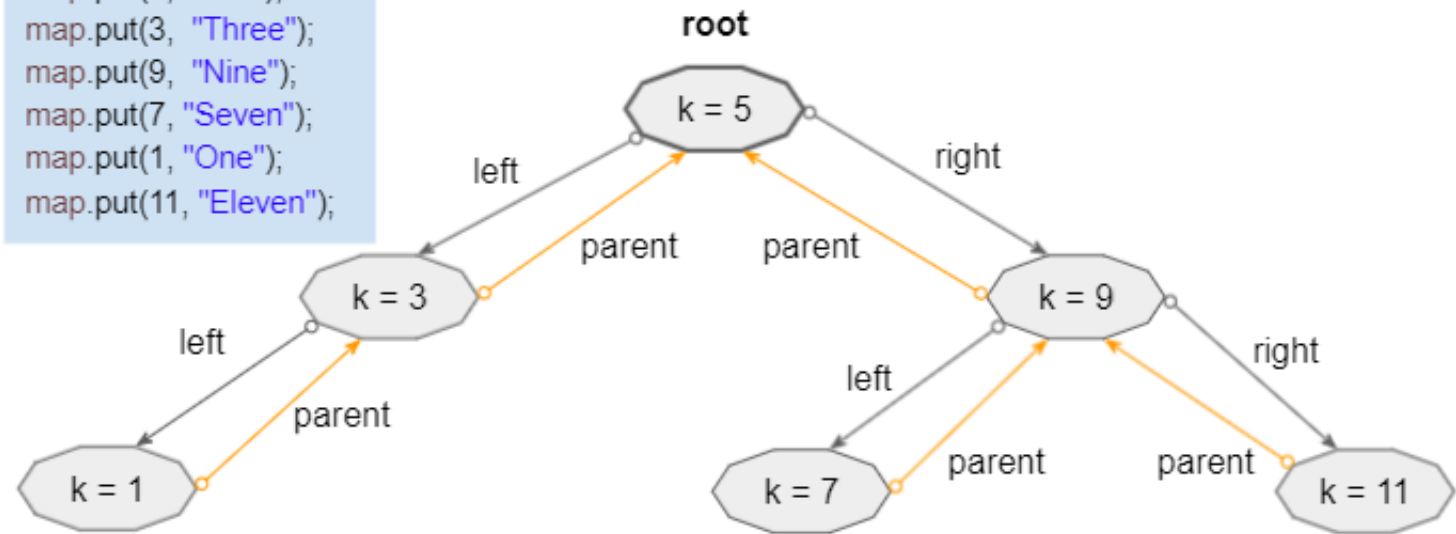 map.put(3, "Three");
map.put(9, "Nine");
map.put(7, "Seven");
map.put(1, "One");
map.put(11, "Eleven");
root
k = 5
left
right
parent
parent
k = 3
k = 9
left
right
left
parent
parent
parent
k = 1
k = 7
k = 11